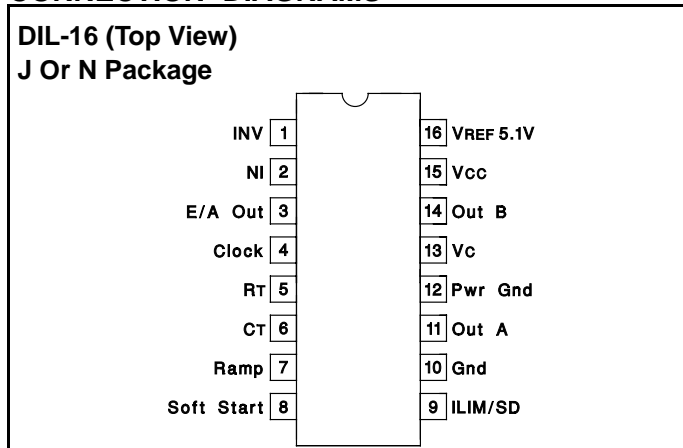 CONNECTION DIAGRAMS
DIL-16 (Top View)
J Or N Package
INV 1
NI 2
E/A Out 3
Clock 4
RT 5
CT 6
Ramp 7
Soft Start 8
16 VREF 5.1V
15 Vcc
14 Out B
13 Vc
12 Pwr Gnd
11 Out A
10 Gnd
9 ILIM/SD